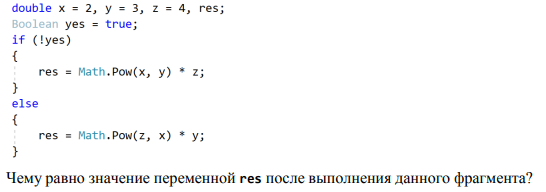 double x = 2, y = 3, z = 4, res;
Boolean yes = true;
if (!yes)
{
    res = Math.Pow(x, y) * z;
}
else
{
    res = Math.Pow(z, x) * y;
}
Чему равно значение переменной res после выполнения данного фрагмента?